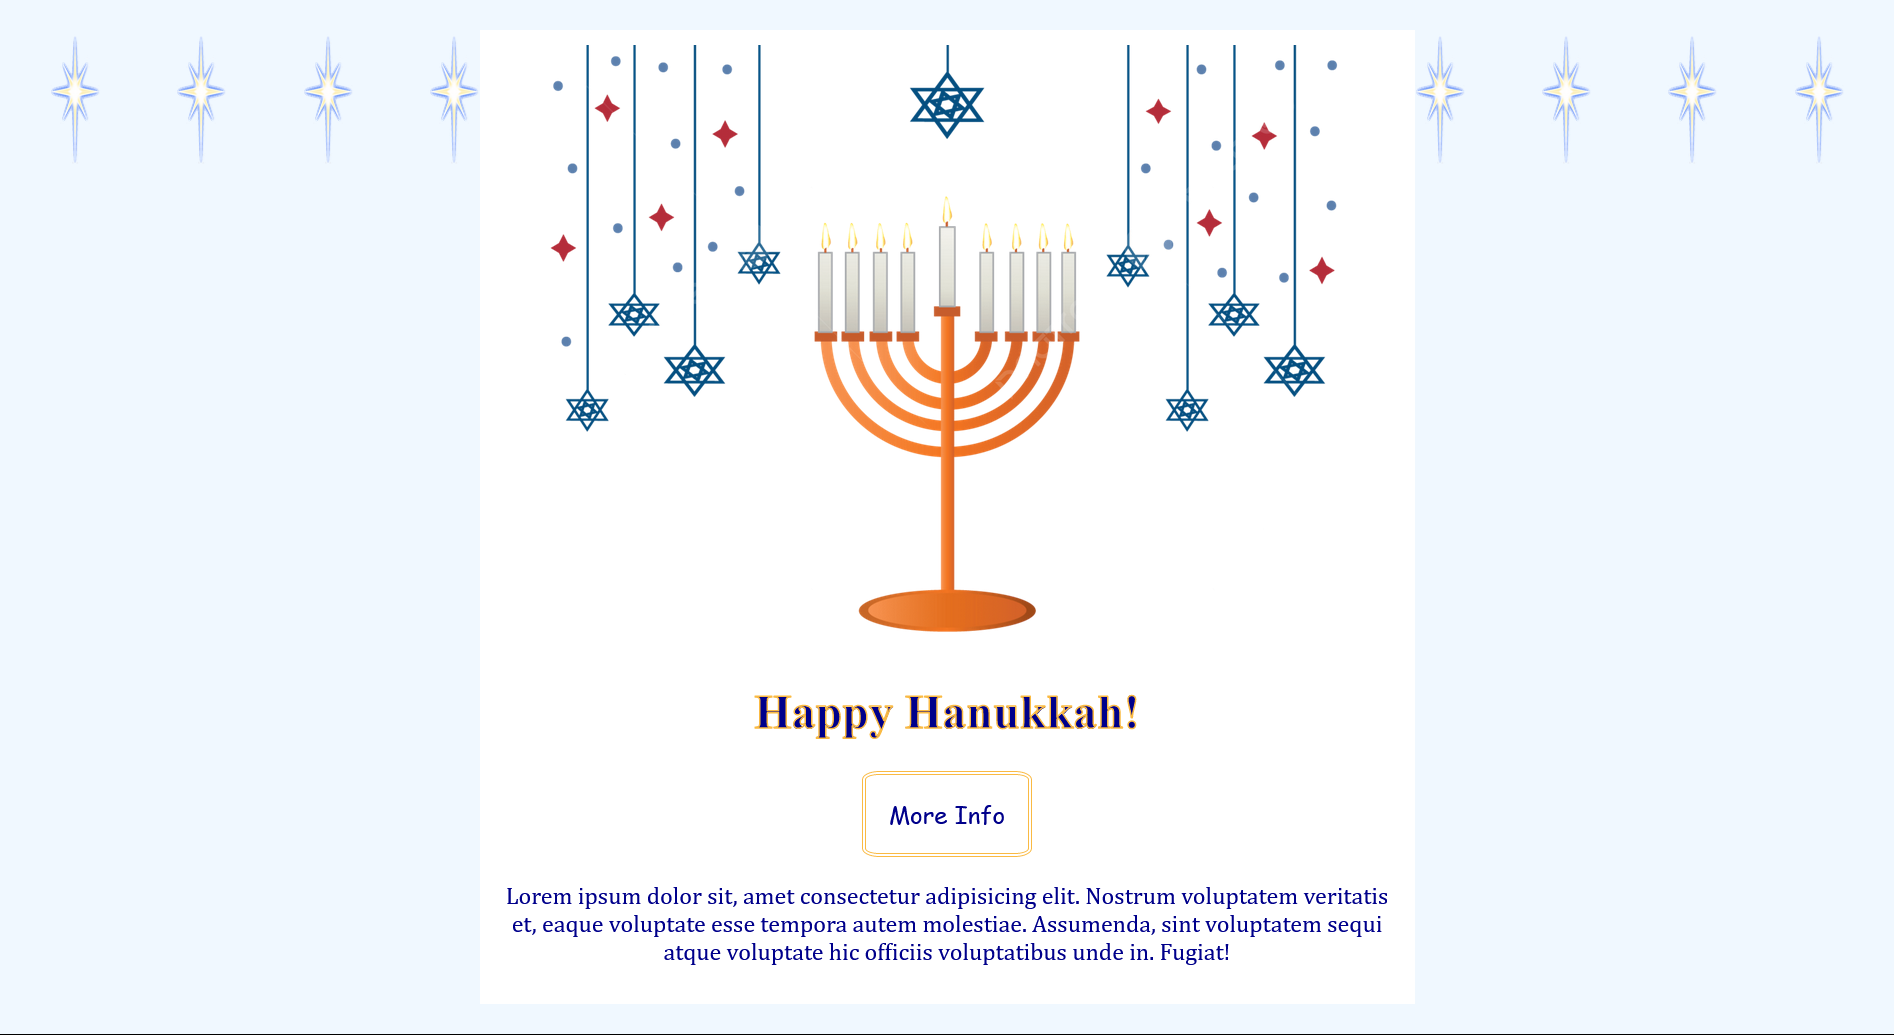 Happy Hanukkah!
More Info
Lorem ipsum dolor sit, amet consectetur adipisicing elit. Nostrum voluptatem veritatis
et, eaque voluptate esse tempora autem molestiae. Assumenda, sint voluptatem sequi
atque voluptate hic officiis voluptatibus unde in. Fugiat!